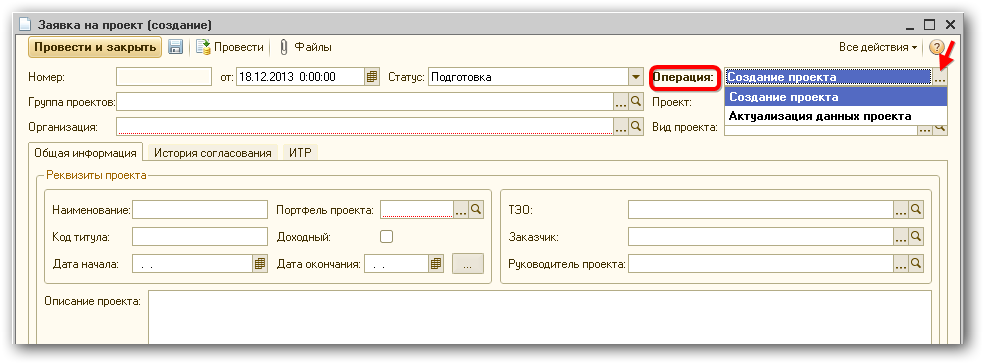 Заявка на проект (создание)
Провести и закрыть Провести Файлы Все действия ?
Номер: от: 18.12.2013 0:00:00 Статус: Подготовка Операция: Создание проекта ...
Группа проектов: ... Проект: Создание проекта
Актуализация данных проекта
Организация: ... Вид проекта:
Общая информация История согласования ИТР
Реквизиты проекта
Наименование: Портфель проекта: ... ТЭО: ...
Код титула: Доходный: Заказчик: ...
Дата начала: . . Дата окончания: . . ... Руководитель проекта: ...
Описание проекта: